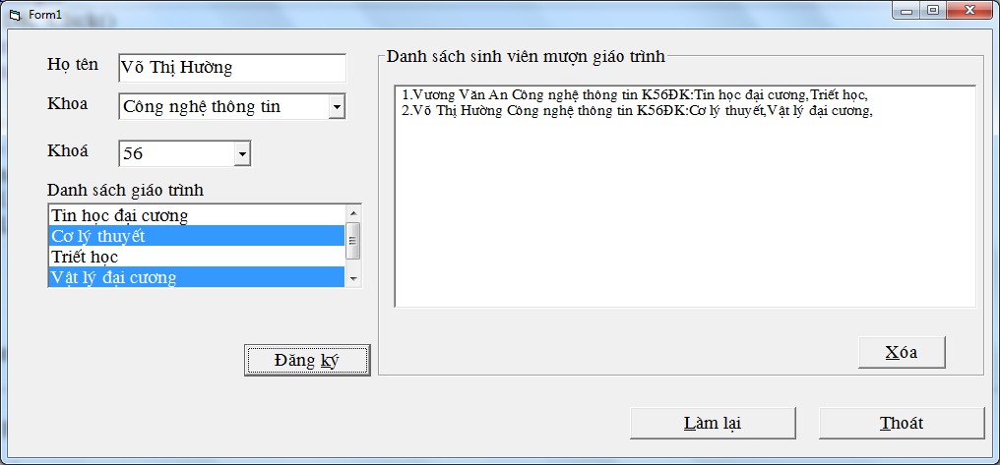 Form1
Họ tên
Võ Thị Hường
Khoa
Công nghệ thông tin
Khoá
56
Danh sách giáo trình
Tin học đại cương
Cơ lý thuyết
Triết học
Vật lý đại cương
Đăng ký
Danh sách sinh viên mượn giáo trình
1.Vương Văn An Công nghệ thông tin K56ĐK:Tin học đại cương,Triết học,
2.Võ Thị Hường Công nghệ thông tin K56ĐK:Cơ lý thuyết,Vật lý đại cương,
Xóa
Làm lại
Thoát